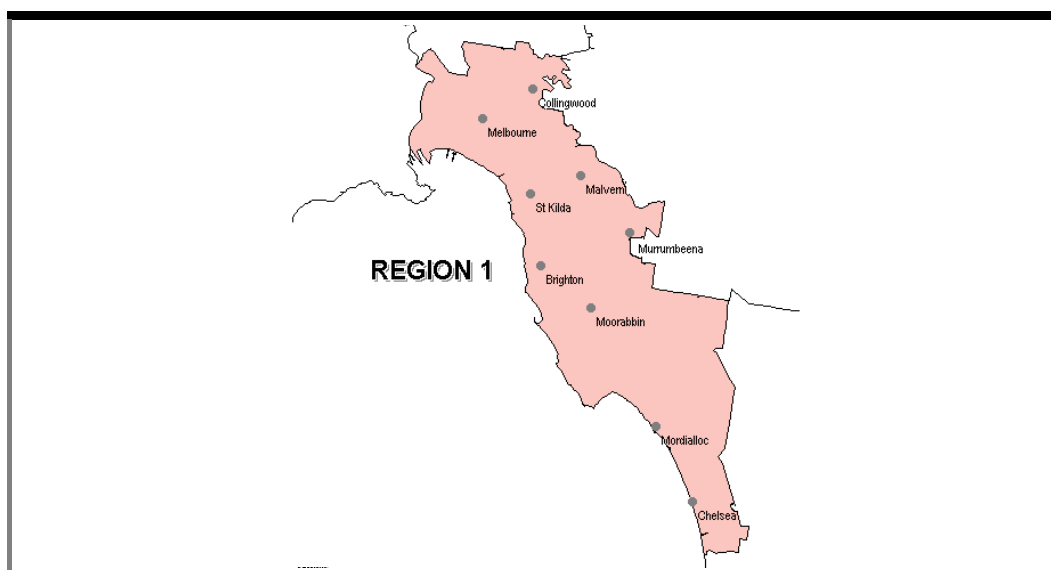 Collingwood
Melbourne
Malvern
St Kilda
Murrumbeena
REGION 1
Brighton
Moorabbin
Mordialloc
Chelsea